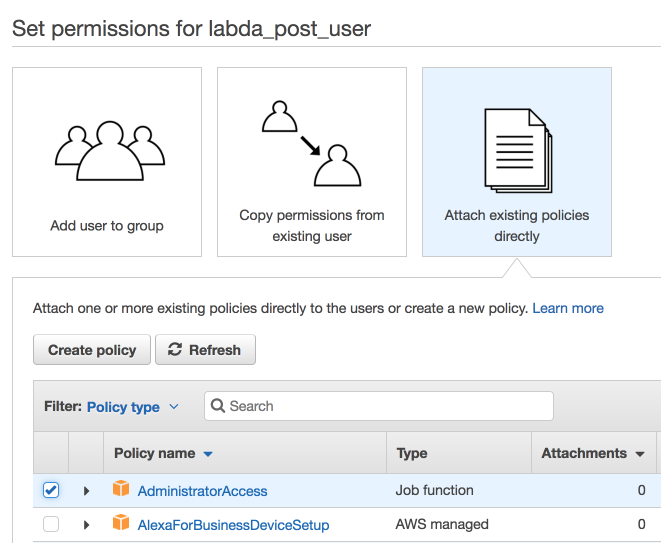 Set permissions for labda_post_user
Add user to group
Copy permissions from
existing user
Attach existing policies
directly
Attach one or more existing policies directly to the users or create a new policy. Learn more
Create policy Refresh
Filter: Policy type Search
Policy name Type Attachments
AdministratorAccess Job function 0
AlexaForBusinessDeviceSetup AWS managed 0